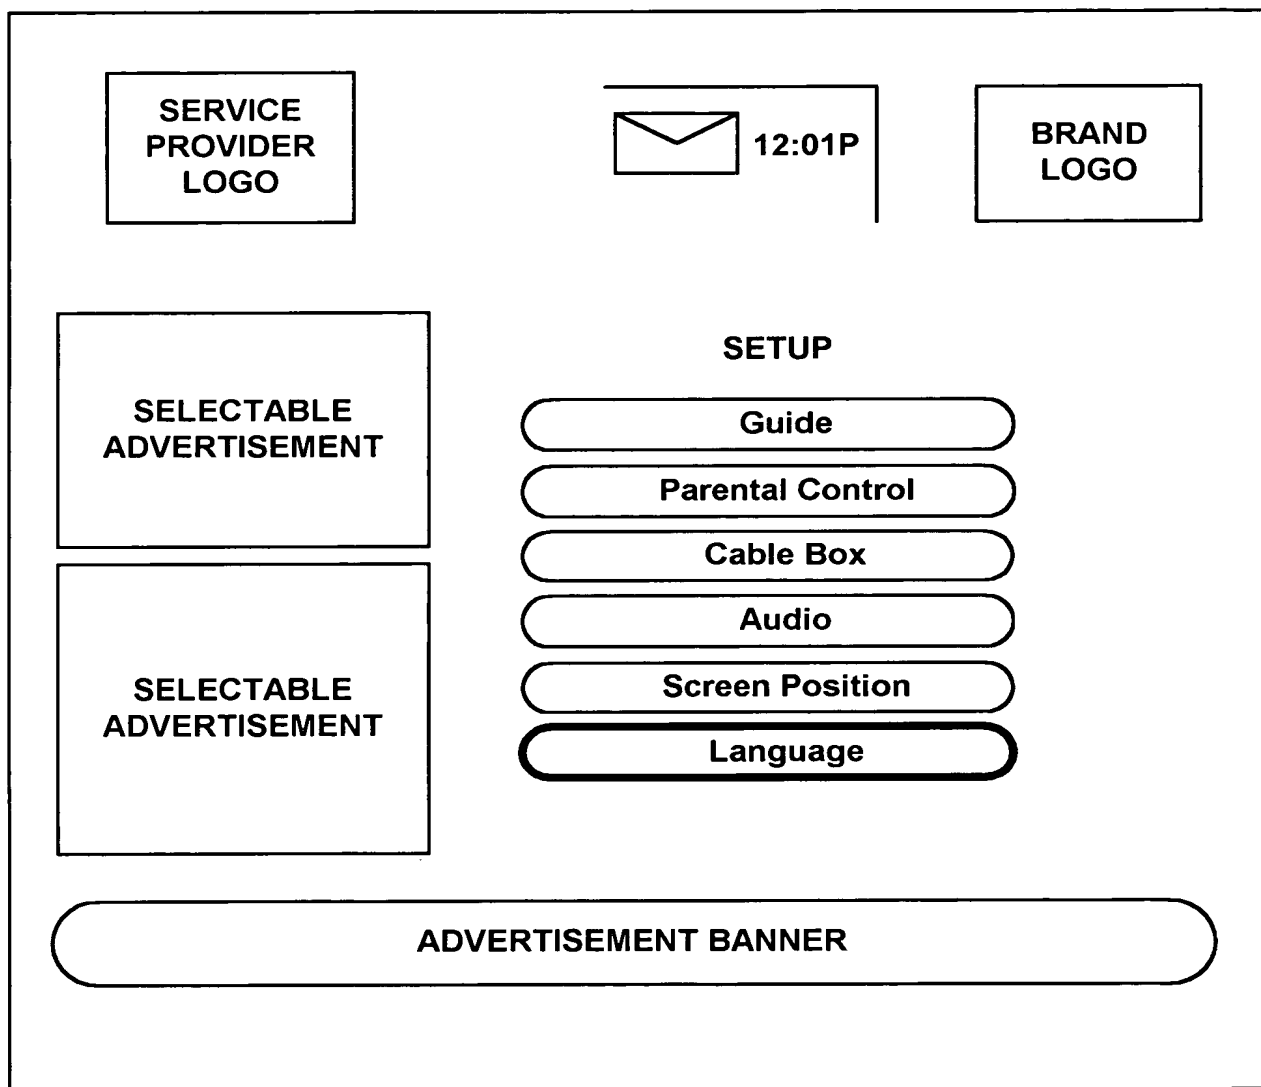 SERVICE
PROVIDER
LOGO
12:01P
BRAND
LOGO
SELECTABLE
ADVERTISEMENT
SELECTABLE
ADVERTISEMENT
SETUP
Guide
Parental Control
Cable Box
Audio
Screen Position
Language
ADVERTISEMENT BANNER